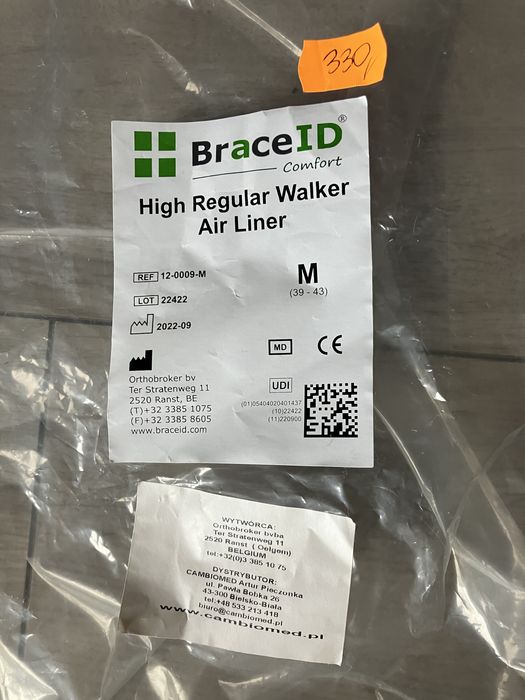 330,-
BraceID®
Comfort
High Regular Walker
Air Liner
REF 12-0009-M
M
(39 - 43)
LOT 22422
2022-09
MD CE
Orthobroker bv
Ter Stratenweg 11
2520 Ranst, BE
(T)+32 3385 1075
(F)+32 3385 8605
www.braceid.com
UDI
(01)05404020401437
(10)22422
(11)220900
WYTWÓRCA:
Orthobroker bvba
Ter Stratenweg 11
2520 Ranst ( Oelgem)
BELGIUM
tel:+32(0)3 385 10 75
DYSTRYBUTOR:
CAMBIOMED Artur Pieczonka
ul. Pawła Bobka 26
43-300 Bielsko-Biała
tel:+48 533 213 418
biuro@cambiomed.pl
www.cambiomed.pl